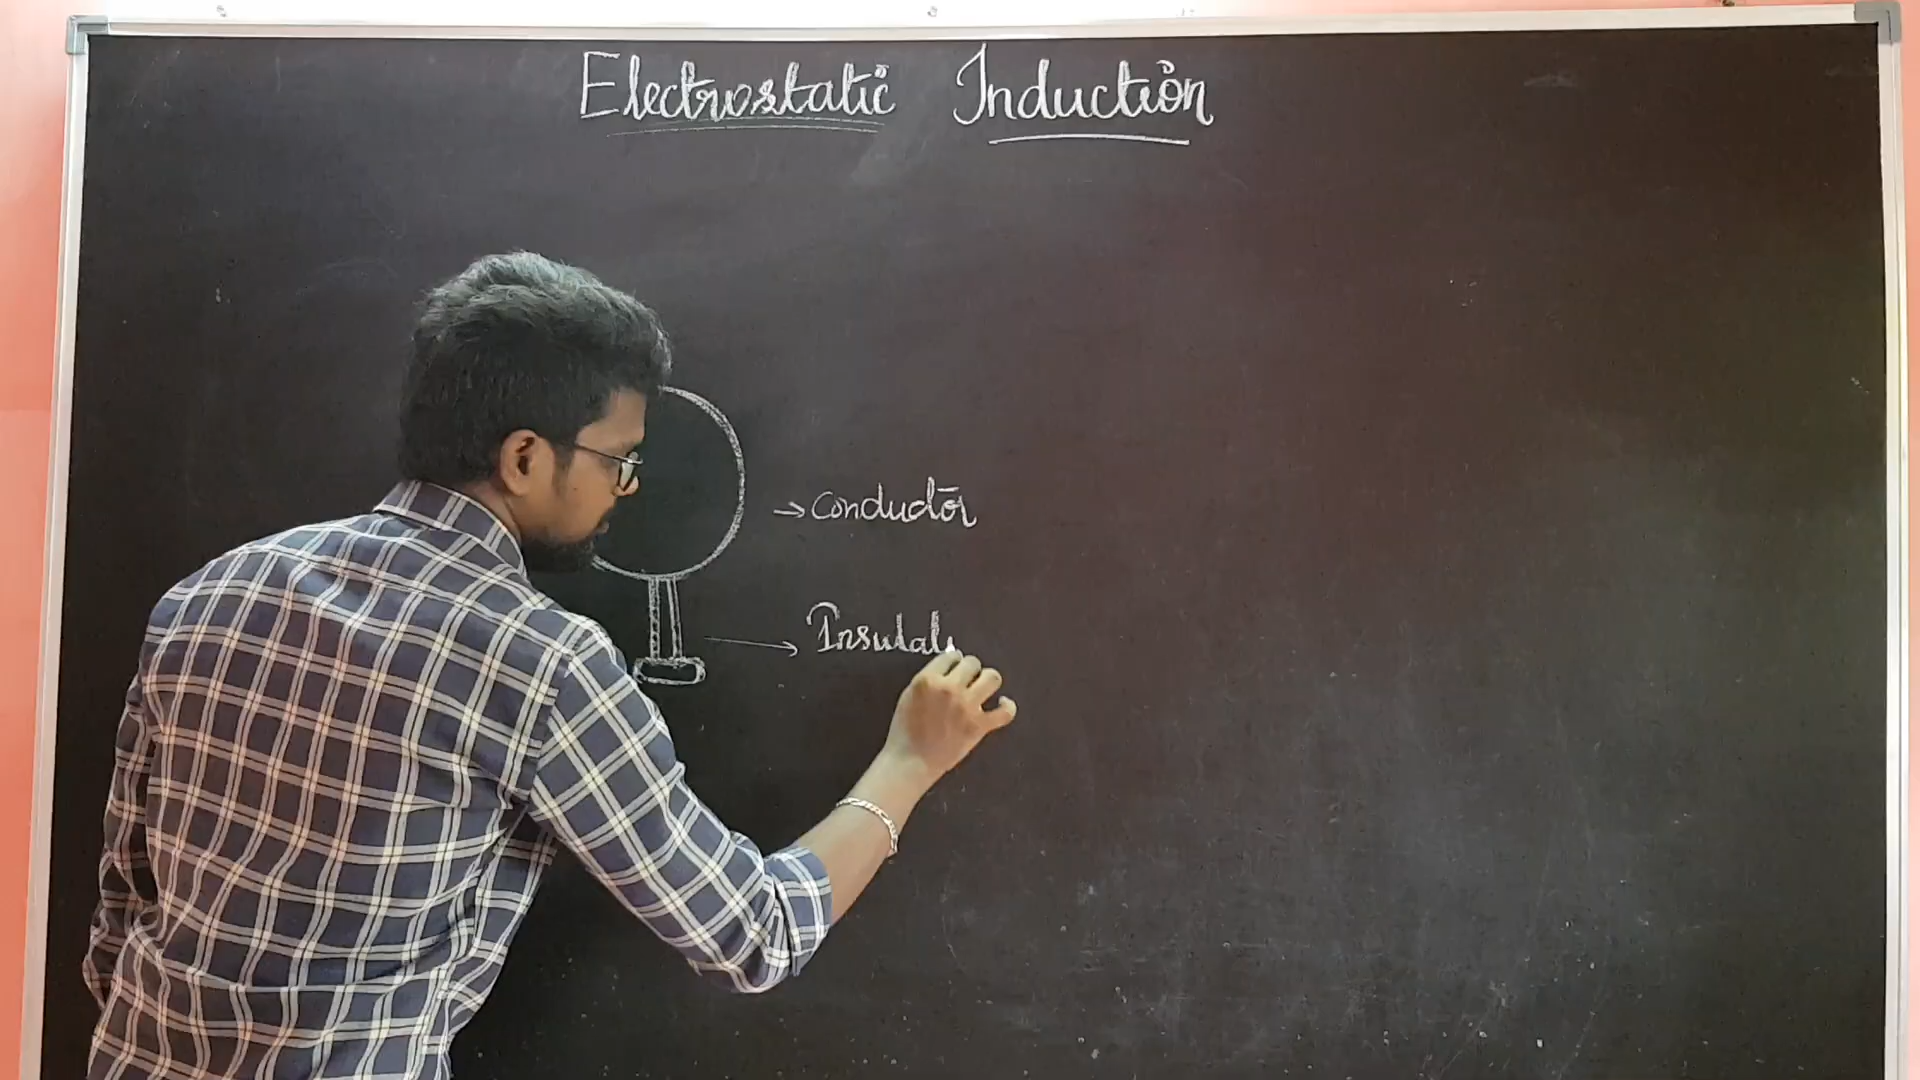 Electrostatic Induction
→ conductor
→ Insulat